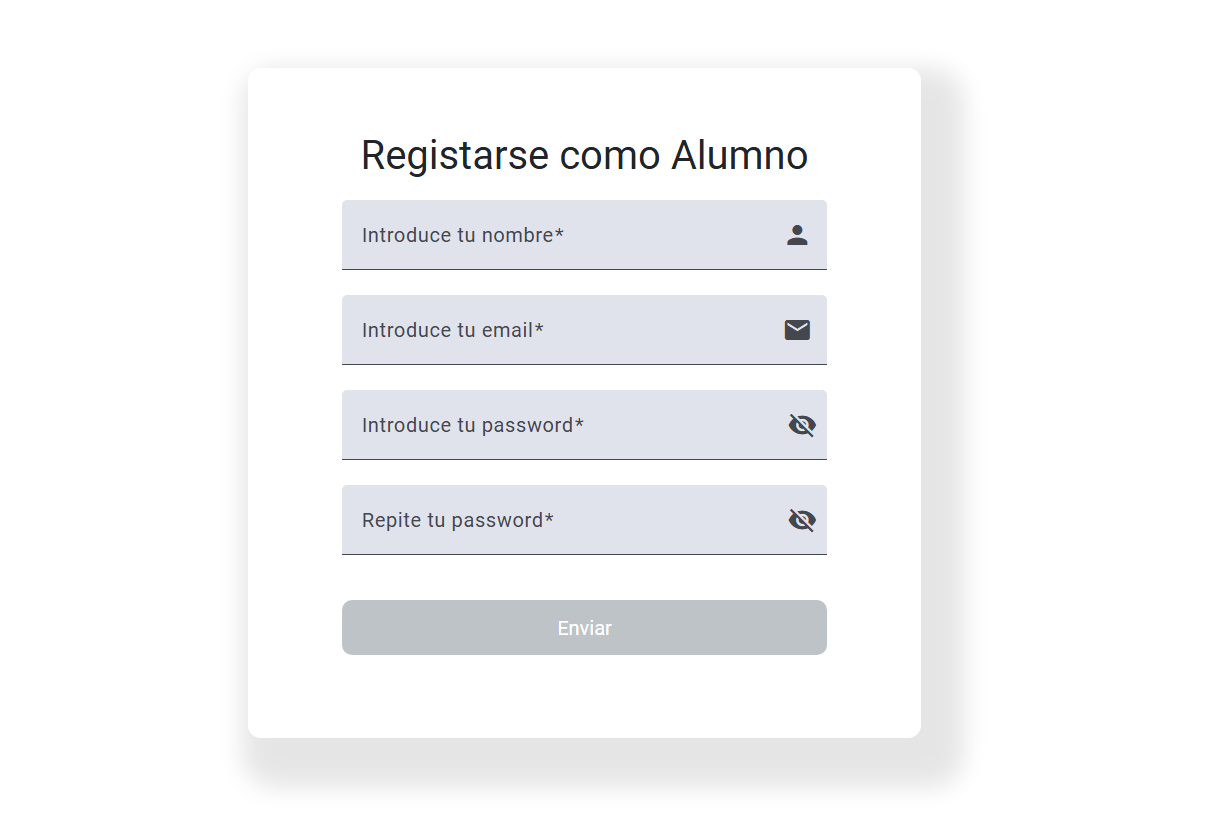 Registarse como Alumno
Introduce tu nombre*
Introduce tu email*
Introduce tu password*
Repite tu password*
Enviar